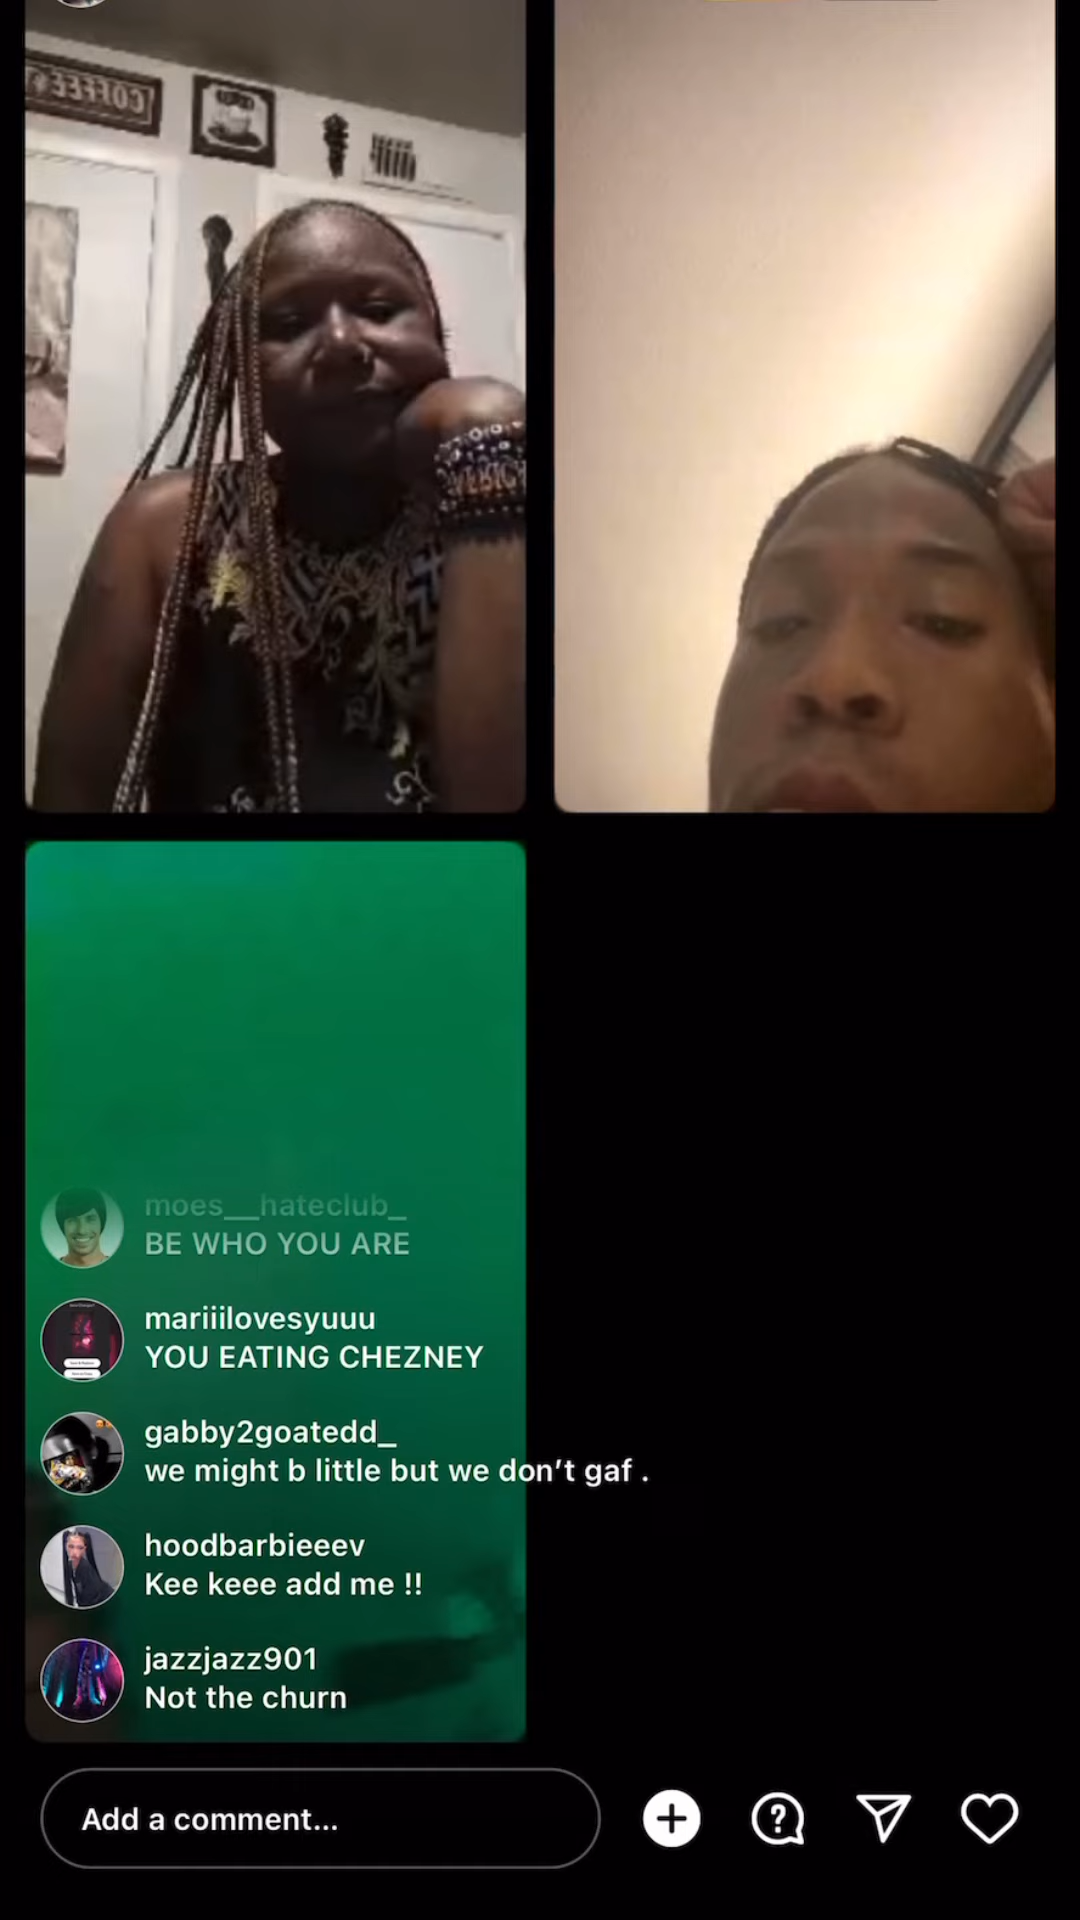 COFFEE
moes__hateclub_
BE WHO YOU ARE
mariiilovesyuuu
YOU EATING CHEZNEY
gabby2goatedd_
we might b little but we don’t gaf .
hoodbarbieeev
Kee keee add me !!
jazzjazz901
Not the churn
Add a comment...